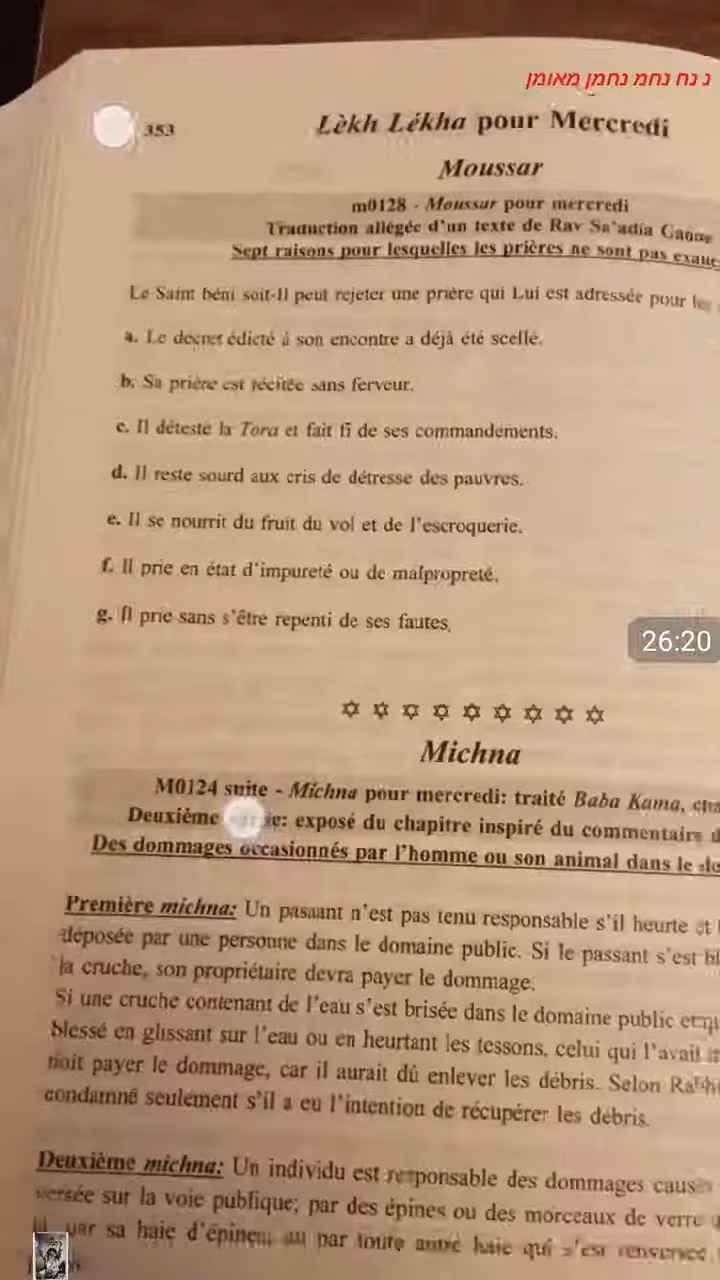 נ נח נחמ נחמן מאומן
353
Lèkh Lékha pour Mercredi
Moussar
m0128 - Moussar pour mercredi
Traduction allégée d'un texte de Rav Sa'adia Gaone
Sept raisons pour lesquelles les prières ne sont pas exauc
Le Saint béni soit-Il peut rejeter une prière qui Lui est adressée pour les
a. Le decret édicté à son encontre a déjà été scellé.
b. Sa prière est récitée sans ferveur.
c. Il déteste la Tora et fait fi de ses commandements.
d. Il reste sourd aux cris de détresse des pauvres.
e. Il se nourrit du fruit du vol et de l'escroquerie.
f. Il prie en état d'impureté ou de malpropreté.
g. Il prie sans s'être repenti de ses fautes.
26:20
✡ ✡ ✡ ✡ ✡ ✡ ✡ ✡ ✡
Michna
M0124 suite - Michna pour mercredi: traité Baba Kama,
Deuxième exposé du chapitre inspiré du commentaire
Des dommages occasionnés par l'homme ou son animal dans le
Première michna: Un passant n'est pas tenu responsable s'il heurte et
déposée par une personne dans le domaine public. Si le passant s'est
la cruche, son propriétaire devra payer le dommage.
Si une cruche contenant de l'eau s'est brisée dans le domaine public et
blessé en glissant sur l'eau ou en heurtant les tessons, celui qui l'avait
doit payer le dommage, car il aurait dû enlever les débris. Selon
condamné seulement s'il a eu l'intention de récupérer les débris.
Deuxième michna: Un individu est responsable des dommages
versée sur la voie publique; par des épines ou des morceaux de verre
par sa haie d'épines ou par toute autre haie qui s'est renversée